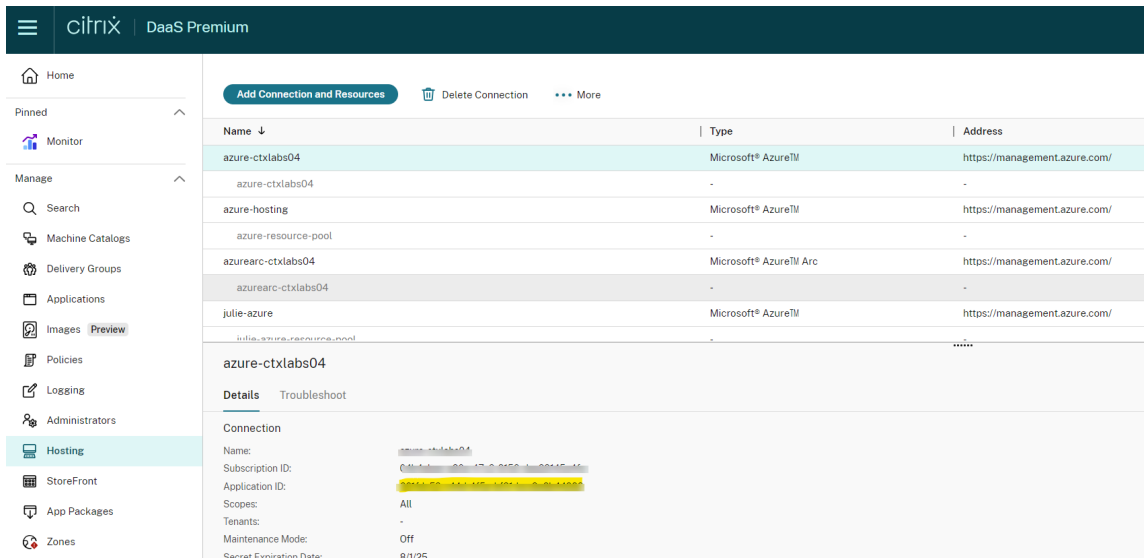 citrix DaaS Premium
Home
Pinned
Monitor
Manage
Search
Machine Catalogs
Delivery Groups
Applications
Images Preview
Policies
Logging
Administrators
Hosting
StoreFront
App Packages
Zones
Add Connection and Resources Delete Connection More
Name ↓ Type Address
azure-ctxlabs04 Microsoft® Azure™ https://management.azure.com/
azure-ctxlabs04 - -
azure-hosting Microsoft® Azure™ https://management.azure.com/
azure-resource-pool - -
azurearc-ctxlabs04 Microsoft® Azure™ Arc https://management.azure.com/
azurearc-ctxlabs04 - -
julie-azure Microsoft® Azure™ https://management.azure.com/
julie-azure-resource-pool - -
azure-ctxlabs04
Details Troubleshoot
Connection
Name:
Subscription ID:
Application ID:
Scopes: All
Tenants: -
Maintenance Mode: Off
Secret Expiration Date: 8/1/25